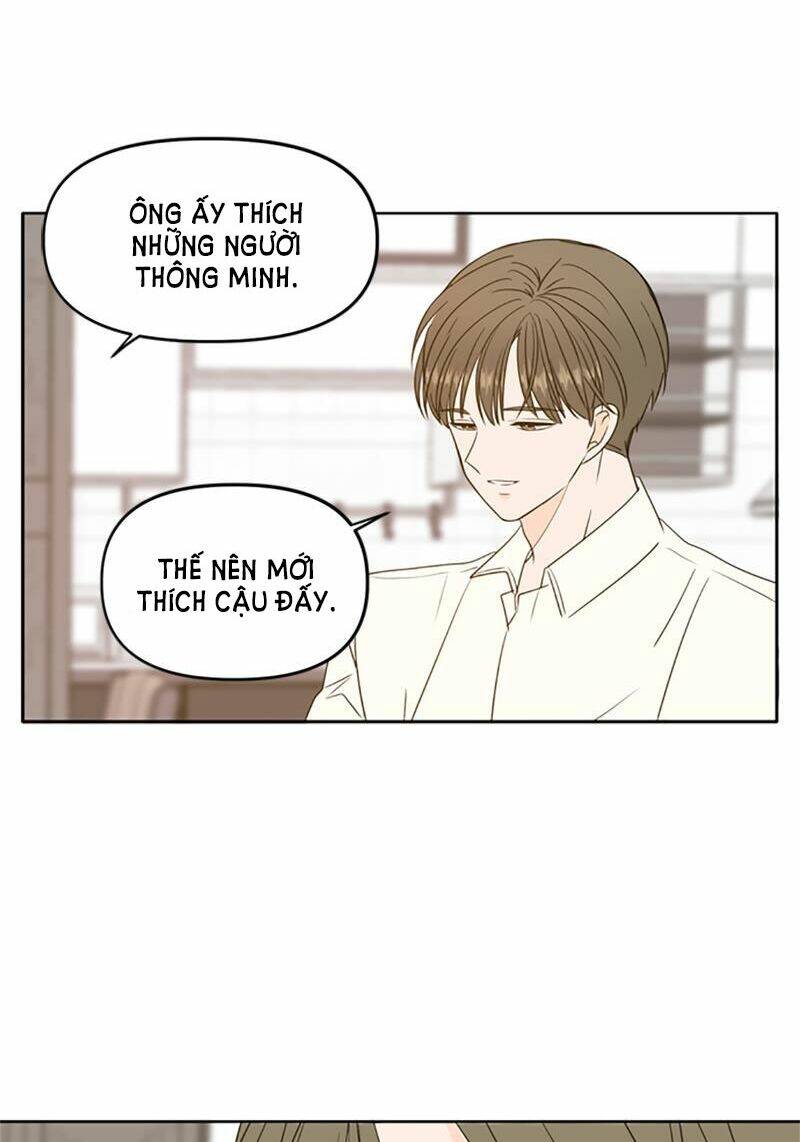 ÔNG ẤY THÍCH
NHỮNG NGƯỜI
THÔNG MINH.
THẾ NÊN MỚI
THÍCH CẬU ĐẤY.